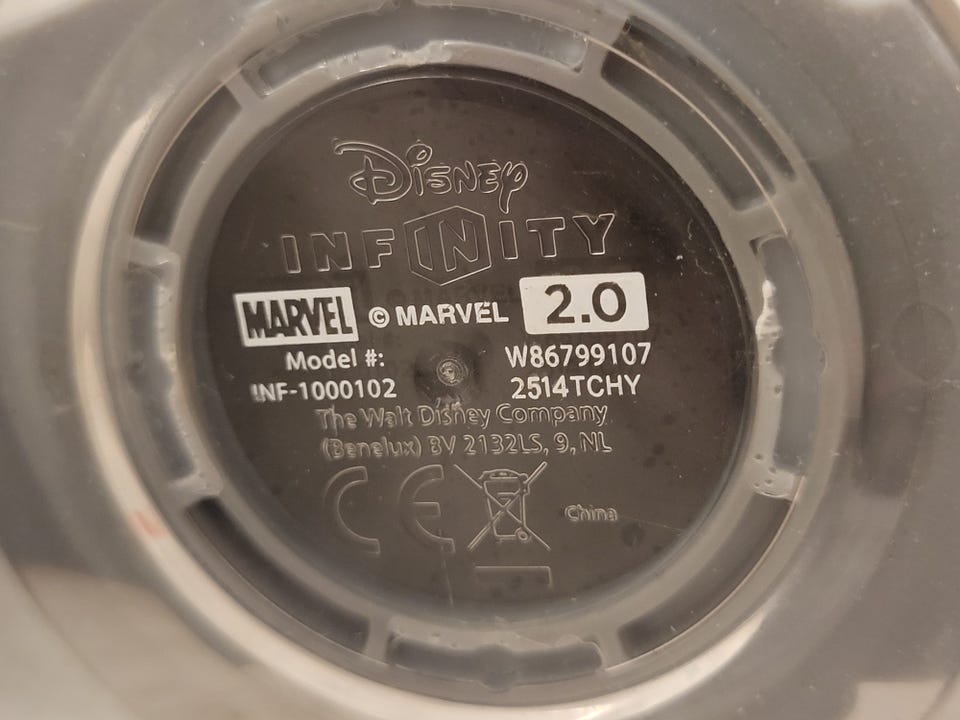 Disney
INFINITY
MARVEL © MARVEL 2.0
Model #: W86799107
INF-1000102 2514TCHY
The Walt Disney Company
(Benelux) BV 2132LS, 9, NL
CE China